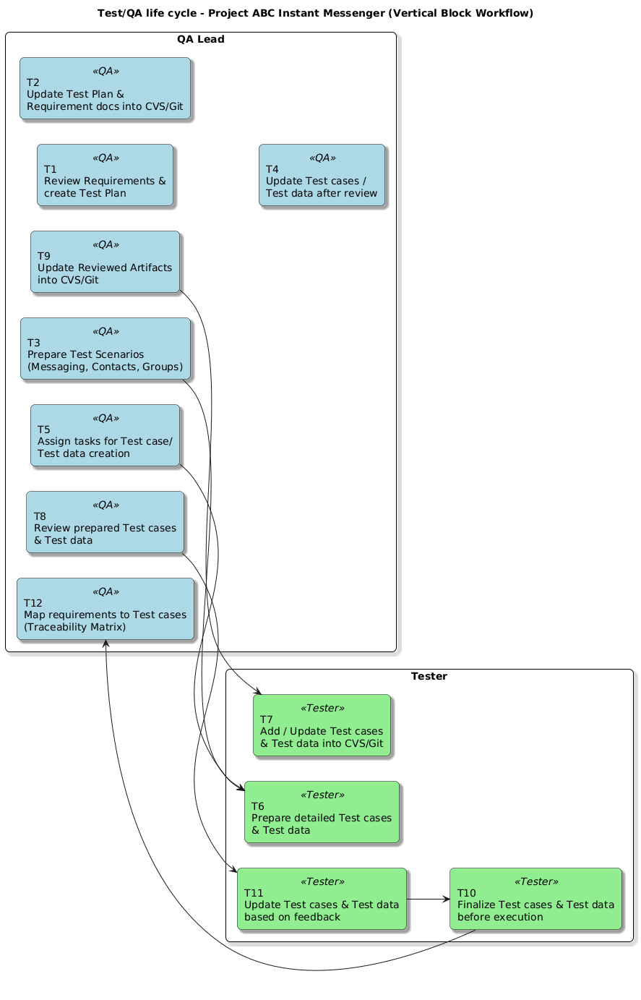 Test/QA life cycle - Project ABC Instant Messenger (Vertical Block Workflow)
QA Lead
«QA»
T2
Update Test Plan &
Requirement docs into CVS/Git
«QA»
T1
Review Requirements &
create Test Plan
«QA»
T4
Update Test cases /
Test data after review
«QA»
T9
Update Reviewed Artifacts
into CVS/Git
«QA»
T3
Prepare Test Scenarios
(Messaging, Contacts, Groups)
«QA»
T5
Assign tasks for Test case/
Test data creation
«QA»
T8
Review prepared Test cases
& Test data
«QA»
T12
Map requirements to Test cases
(Traceability Matrix)
Tester
«Tester»
T7
Add / Update Test cases
& Test data into CVS/Git
«Tester»
T6
Prepare detailed Test cases
& Test data
«Tester»
T11
Update Test cases & Test data
based on feedback
«Tester»
T10
Finalize Test cases & Test data
before execution